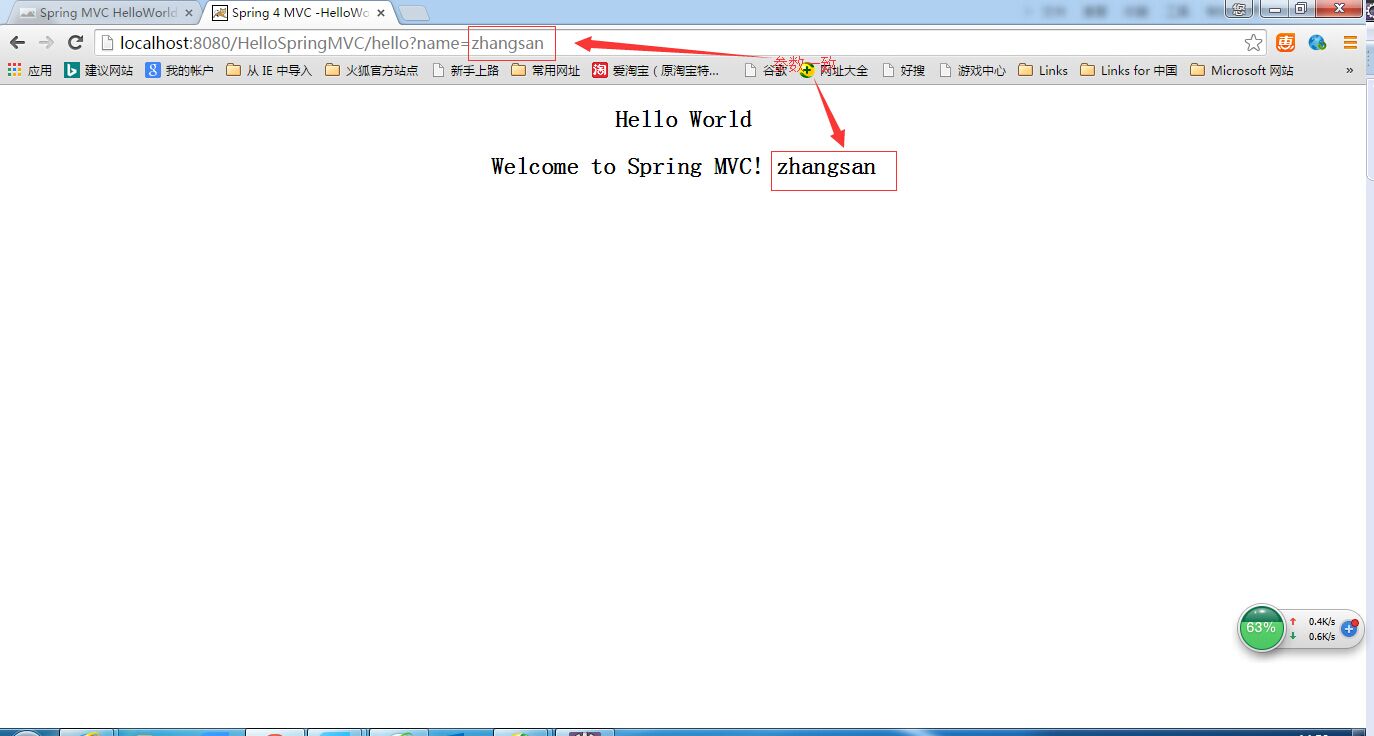 Spring MVC HelloWorld
Spring 4 MVC -HelloWo
您
localhost:8080/HelloSpringMVC/hello?name=zhangsan
惠
应用 建议网站 我的帐户 从 IE 中导入 火狐官方站点 新手上路 常用网址 淘 爱淘宝（原淘宝特... 谷歌 网址大全 好搜 游戏中心 Links Links for 中国 Microsoft 网站 »
参数一致
Hello World
Welcome to Spring MVC! zhangsan
63% 0.4K/s
0.6K/s